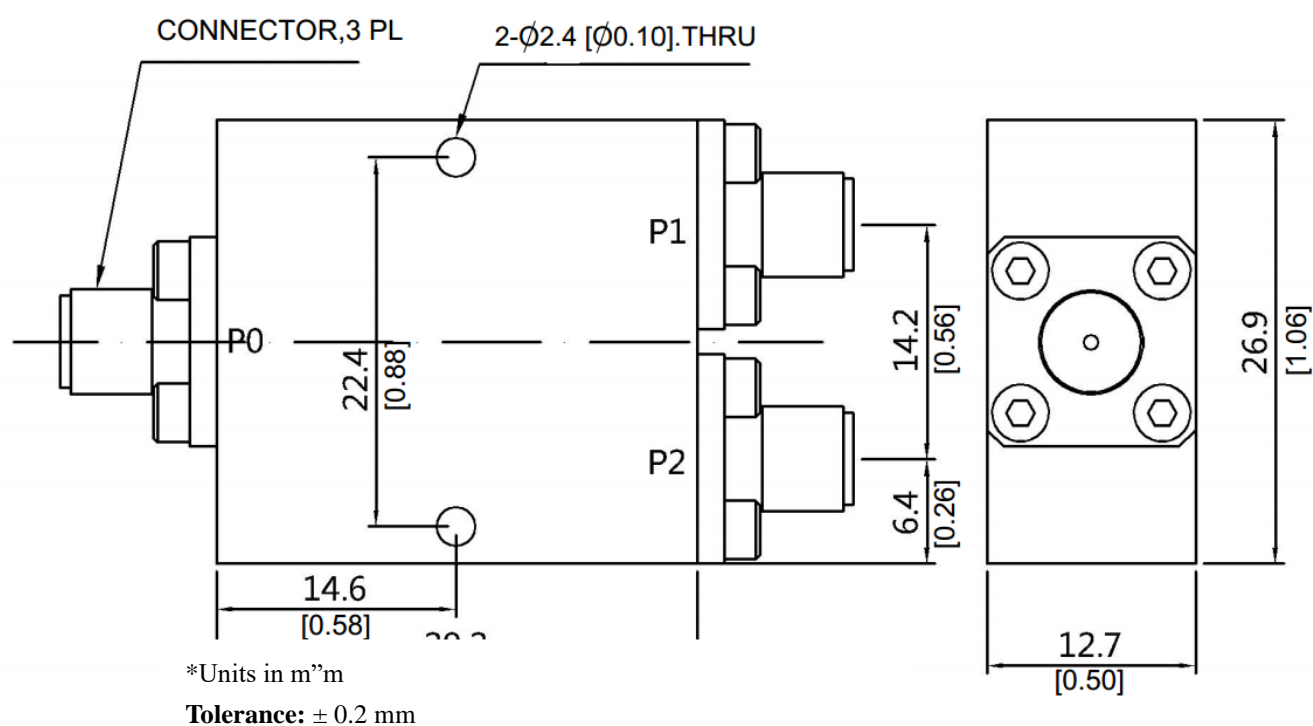 CONNECTOR,3 PL
2-Ø2.4 [Ø0.10].THRU
P1
P0
P2
22.4
[0.88]
14.2
[0.56]
6.4
[0.26]
26.9
[1.06]
14.6
[0.58]
12.7
[0.50]
*Units in m”m
Tolerance: ± 0.2 mm